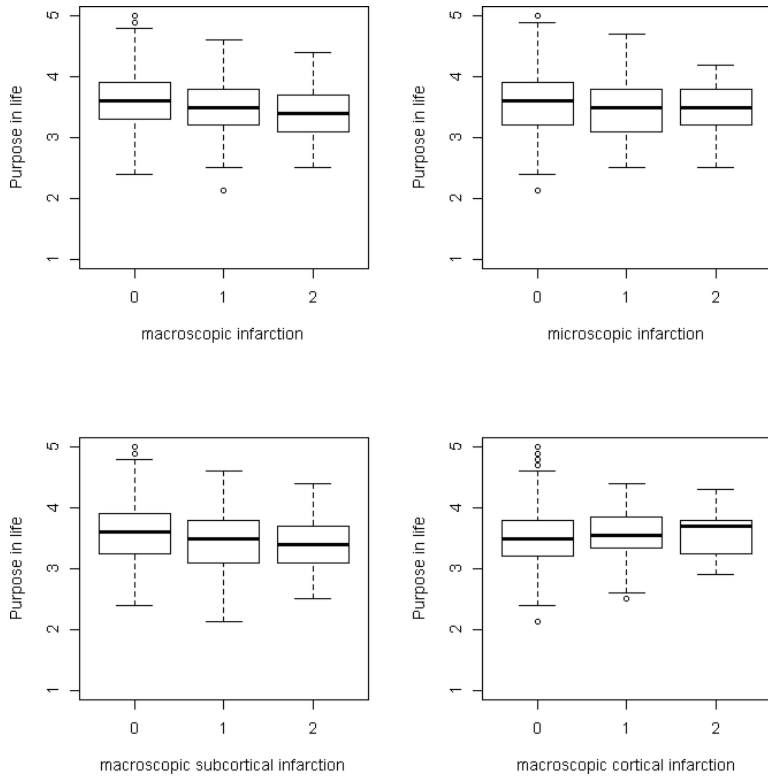 Purpose in life
5
4
3
2
1
0 1 2
macroscopic infarction
Purpose in life
5
4
3
2
1
0 1 2
microscopic infarction
Purpose in life
5
4
3
2
1
0 1 2
macroscopic subcortical infarction
Purpose in life
5
4
3
2
1
0 1 2
macroscopic cortical infarction